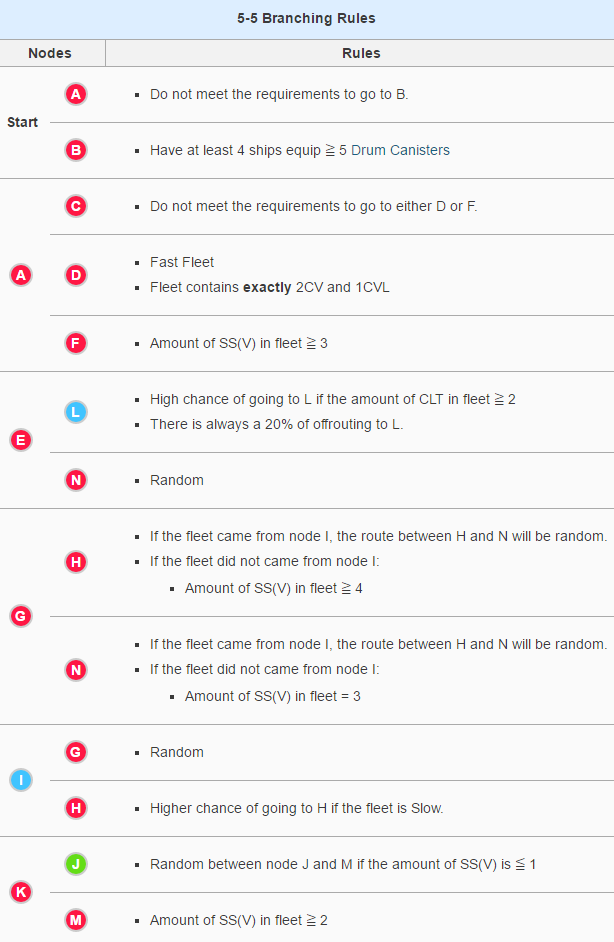 5-5 Branching Rules
Nodes Rules
Start
A Do not meet the requirements to go to B.
B Have at least 4 ships equip ≧ 5 Drum Canisters
A
C Do not meet the requirements to go to either D or F.
D
Fast Fleet
Fleet contains exactly 2CV and 1CVL
F Amount of SS(V) in fleet ≧ 3
E
L
High chance of going to L if the amount of CLT in fleet ≧ 2
There is always a 20% of offrouting to L.
N Random
G
H
If the fleet came from node I, the route between H and N will be random.
If the fleet did not came from node I:
Amount of SS(V) in fleet ≧ 4
N
If the fleet came from node I, the route between H and N will be random.
If the fleet did not came from node I:
Amount of SS(V) in fleet = 3
I
G Random
H Higher chance of going to H if the fleet is Slow.
K
J Random between node J and M if the amount of SS(V) is ≦ 1
M Amount of SS(V) in fleet ≧ 2